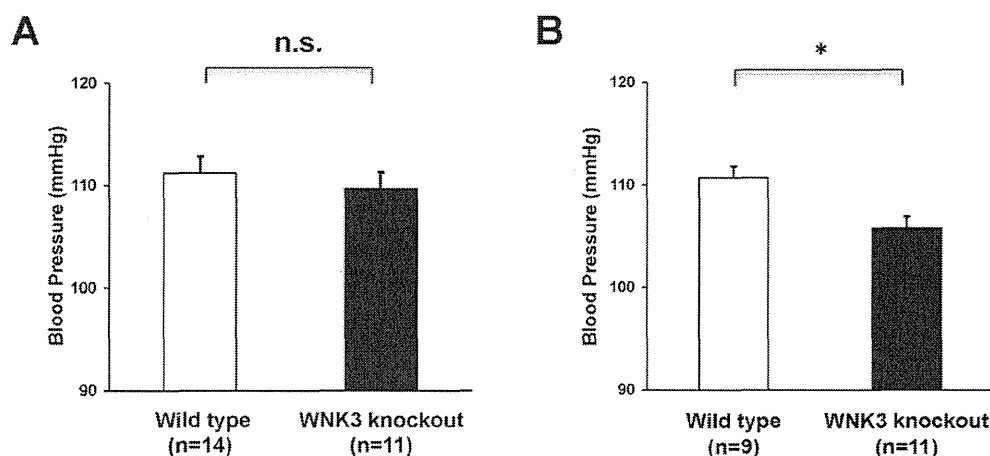 A
n.s.
120
110
100
90
Blood Pressure (mmHg)
Wild type
(n=14)
WNK3 knockout
(n=11)
B
*
120
110
100
90
Blood Pressure (mmHg)
Wild type
(n=9)
WNK3 knockout
(n=11)